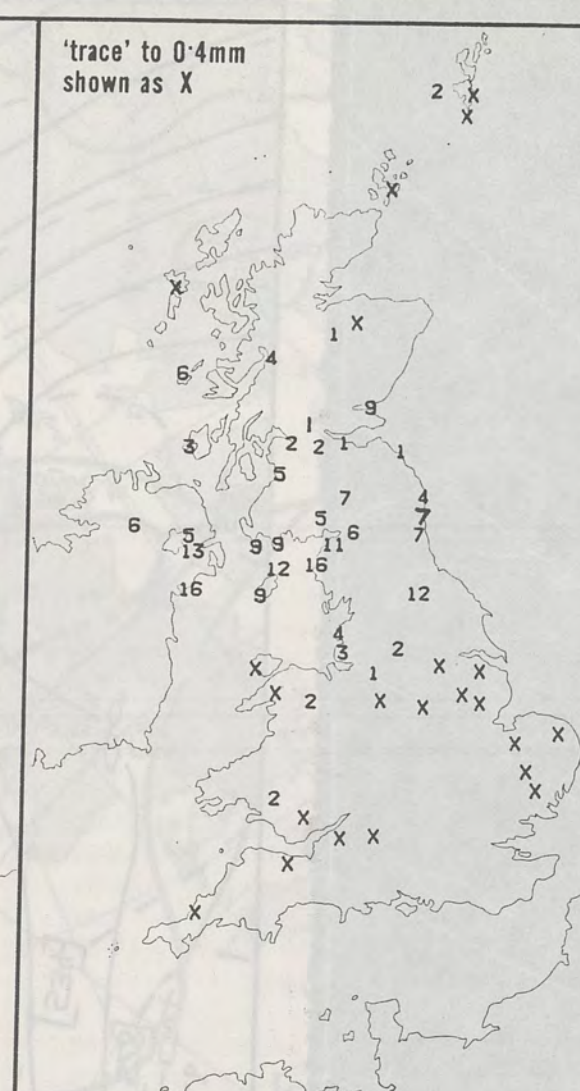 'trace' to 0·4mm
shown as X
2 X
X
X
X
X
1
4
6
9
1
3 2 2 1 1
5
7 4
5 7
6 6 7
5
13 9 9 11
12 16
16 9 12
4
3 2
X X X
1
X 2 X X X X
X
X
X
X
2
X
X X
X
X